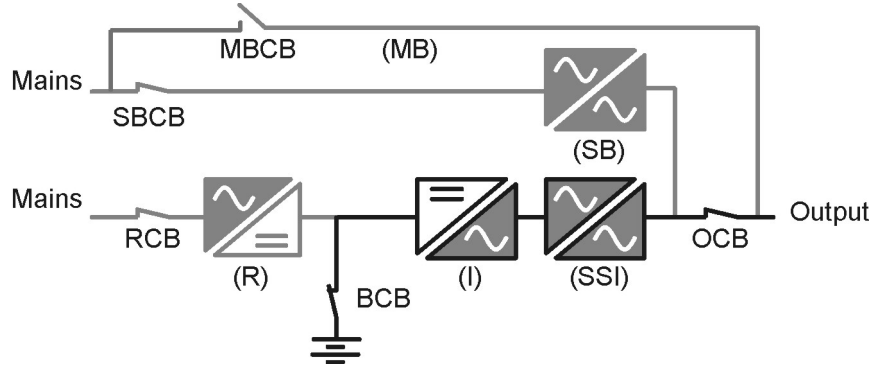 MBCB
(MB)
Mains
SBCB
(SB)
Mains
RCB
(R)
BCB
(I)
(SSI)
OCB
Output